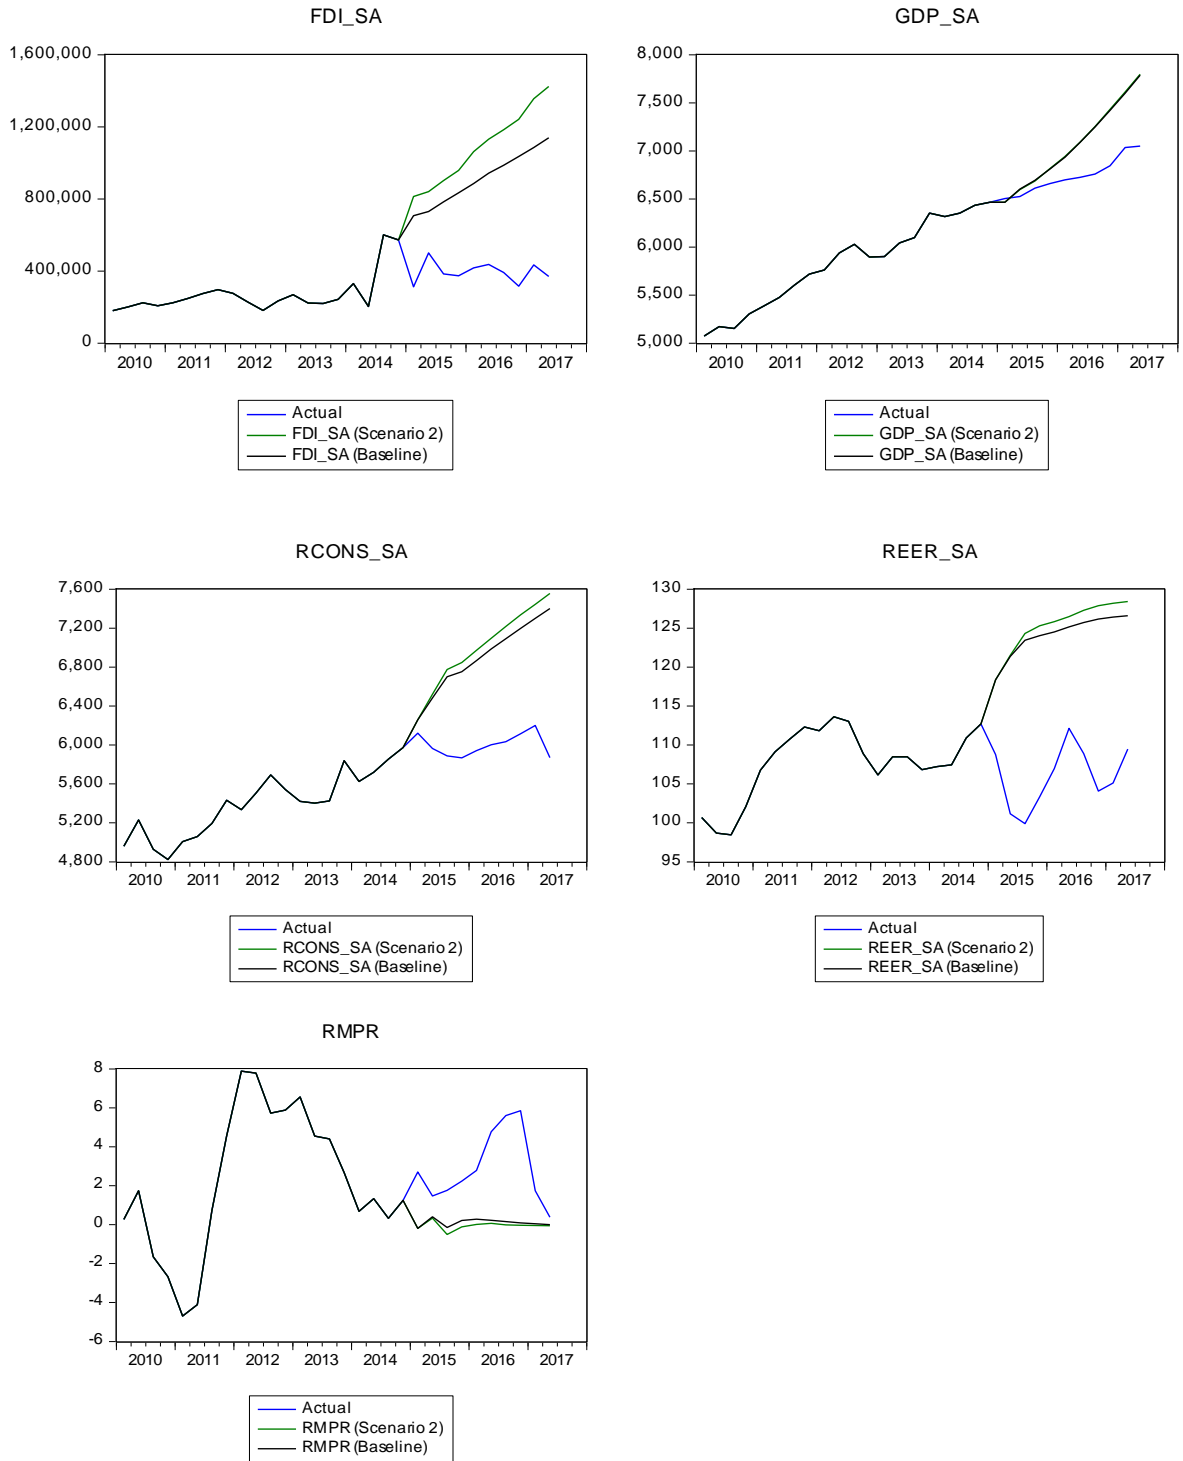 FDI_SA
1,600,000
1,200,000
800,000
400,000
0
2010 2011 2012 2013 2014 2015 2016 2017
Actual
FDI_SA (Scenario 2)
FDI_SA (Baseline)
GDP_SA
8,000
7,500
7,000
6,500
6,000
5,500
5,000
2010 2011 2012 2013 2014 2015 2016 2017
Actual
GDP_SA (Scenario 2)
GDP_SA (Baseline)
RCONS_SA
7,600
7,200
6,800
6,400
6,000
5,600
5,200
4,800
2010 2011 2012 2013 2014 2015 2016 2017
Actual
RCONS_SA (Scenario 2)
RCONS_SA (Baseline)
REER_SA
130
125
120
115
110
105
100
95
2010 2011 2012 2013 2014 2015 2016 2017
Actual
REER_SA (Scenario 2)
REER_SA (Baseline)
RMPR
8
6
4
2
0
-2
-4
-6
2010 2011 2012 2013 2014 2015 2016 2017
Actual
RMPR (Scenario 2)
RMPR (Baseline)